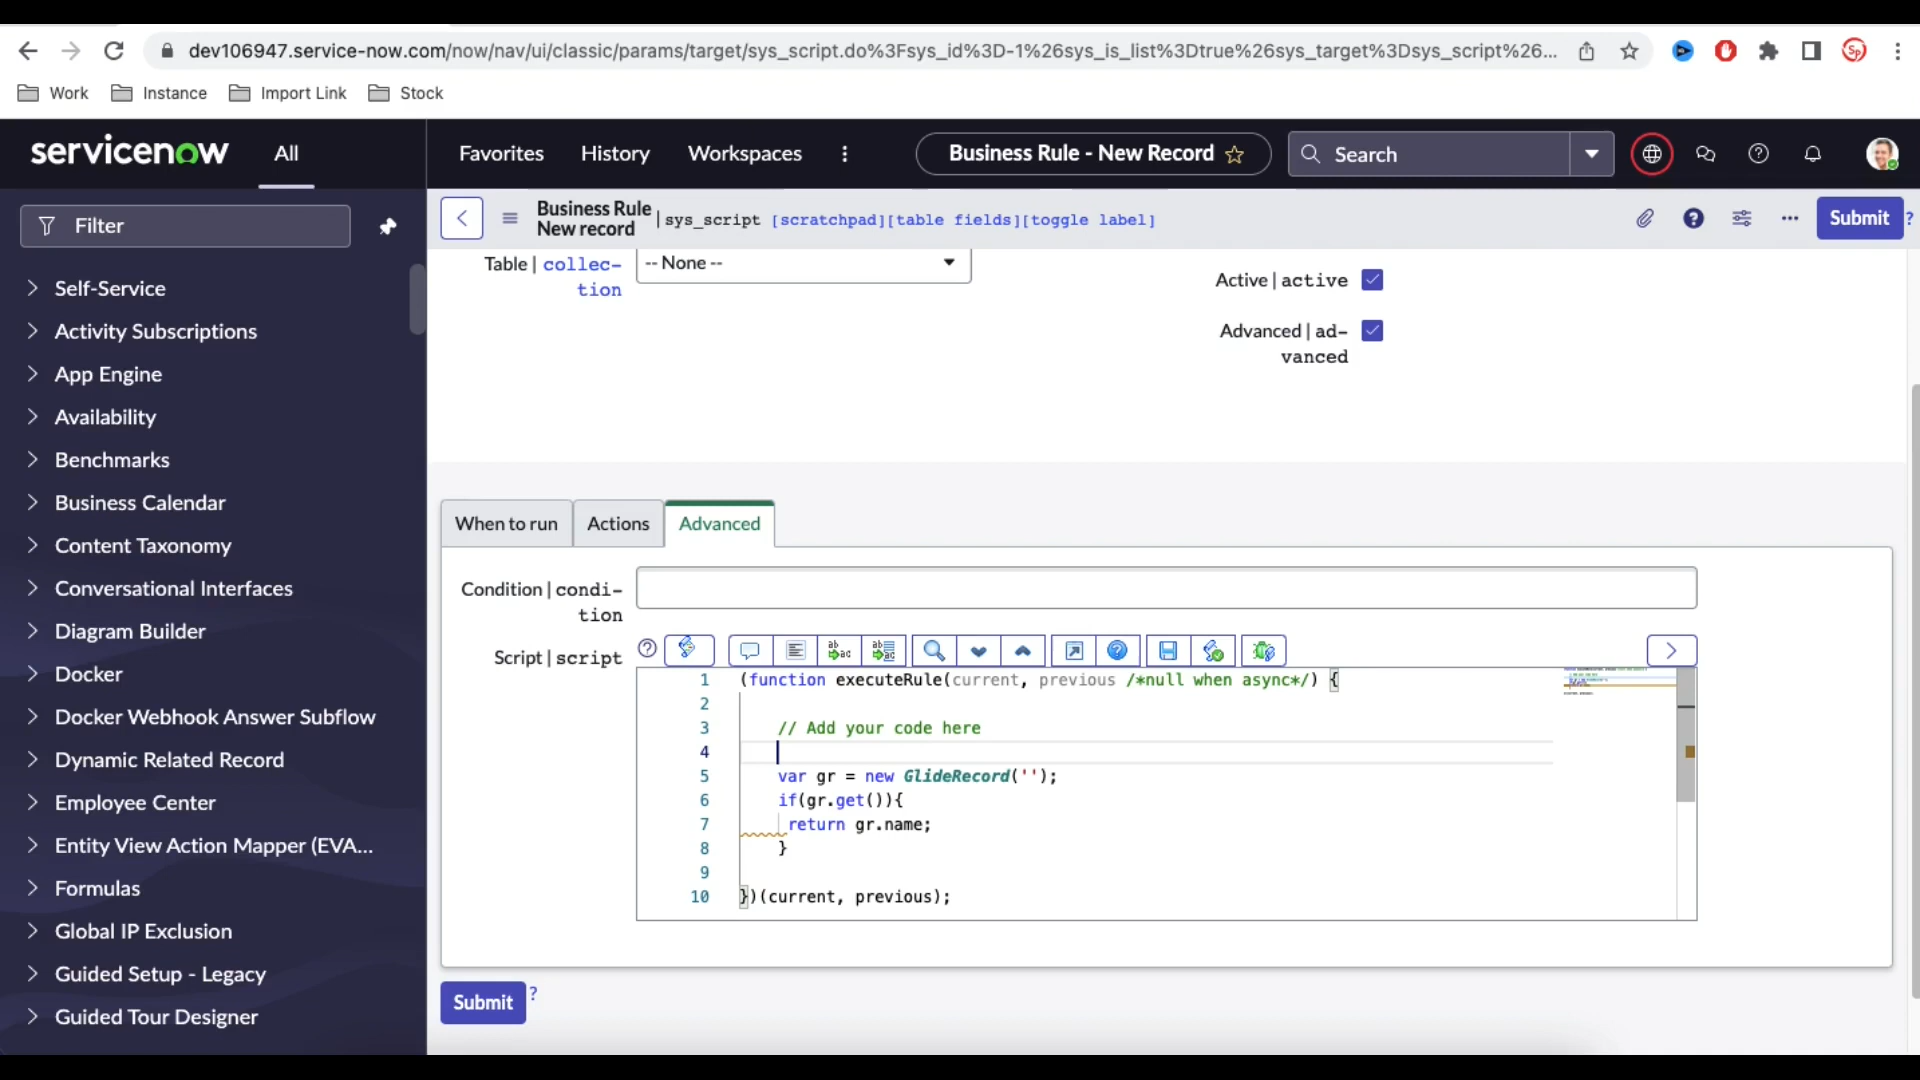 dev106947.service-now.com/now/nav/ui/classic/params/target/sys_script.do%3Fsys_id%3D-1%26sys_is_list%3Dtrue%26sys_target%3Dsys_script%26...
Work Instance Import Link Stock
servicenow All Favorites History Workspaces Business Rule - New Record Search
Filter
Self-Service
Activity Subscriptions
App Engine
Availability
Benchmarks
Business Calendar
Content Taxonomy
Conversational Interfaces
Diagram Builder
Docker
Docker Webhook Answer Subflow
Dynamic Related Record
Employee Center
Entity View Action Mapper (EVA...
Formulas
Global IP Exclusion
Guided Setup - Legacy
Guided Tour Designer
Business Rule
New record
| sys_script [scratchpad][table fields][toggle label]
Submit ?
Table | collec-
tion
-- None --
Active | active
Advanced | ad-
vanced
When to run Actions Advanced
Condition | condi-
tion
Script | script
1 (function executeRule(current, previous /*null when async*/) {
2
3 // Add your code here
4
5 var gr = new GlideRecord('');
6 if(gr.get()){
7 return gr.name;
8 }
9
10 })(current, previous);
Submit ?